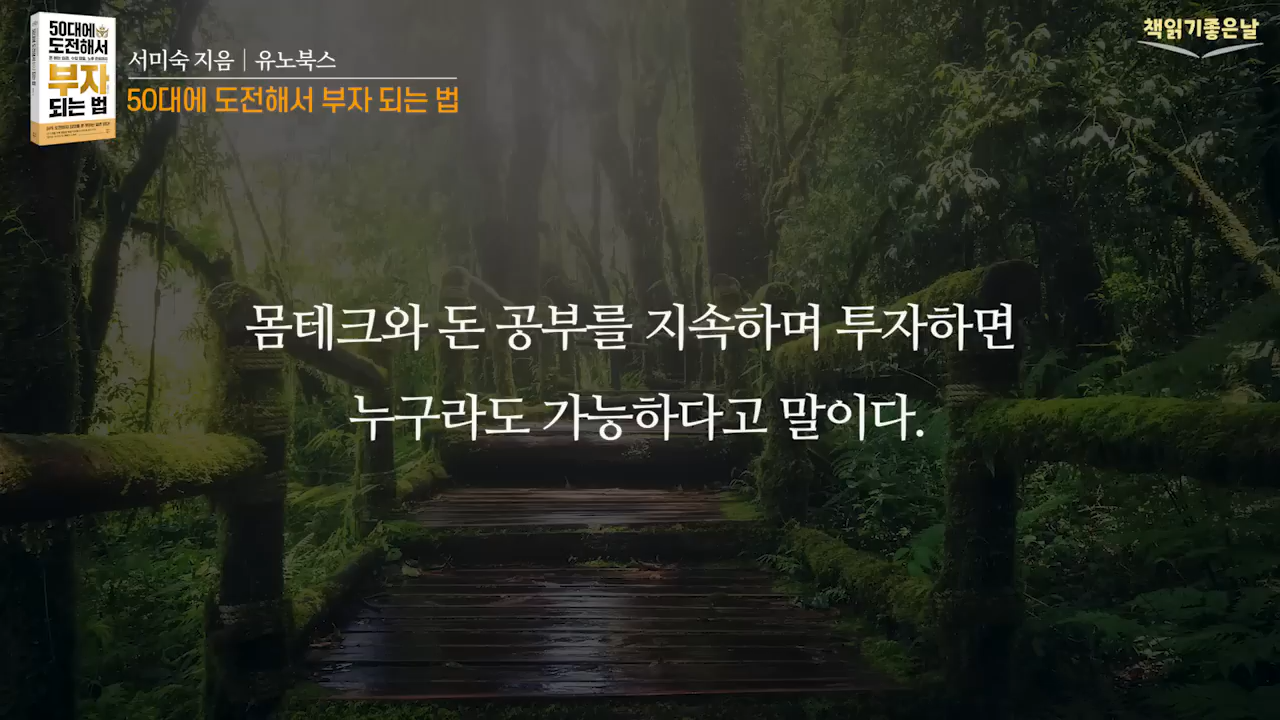 50대에
도전해서
부자
되는 법
서미숙 지음 | 유노북스
50대에 도전해서 부자 되는 법
책읽기좋은날
몸테크와 돈 공부를 지속하며 투자하면
누구라도 가능하다고 말이다.